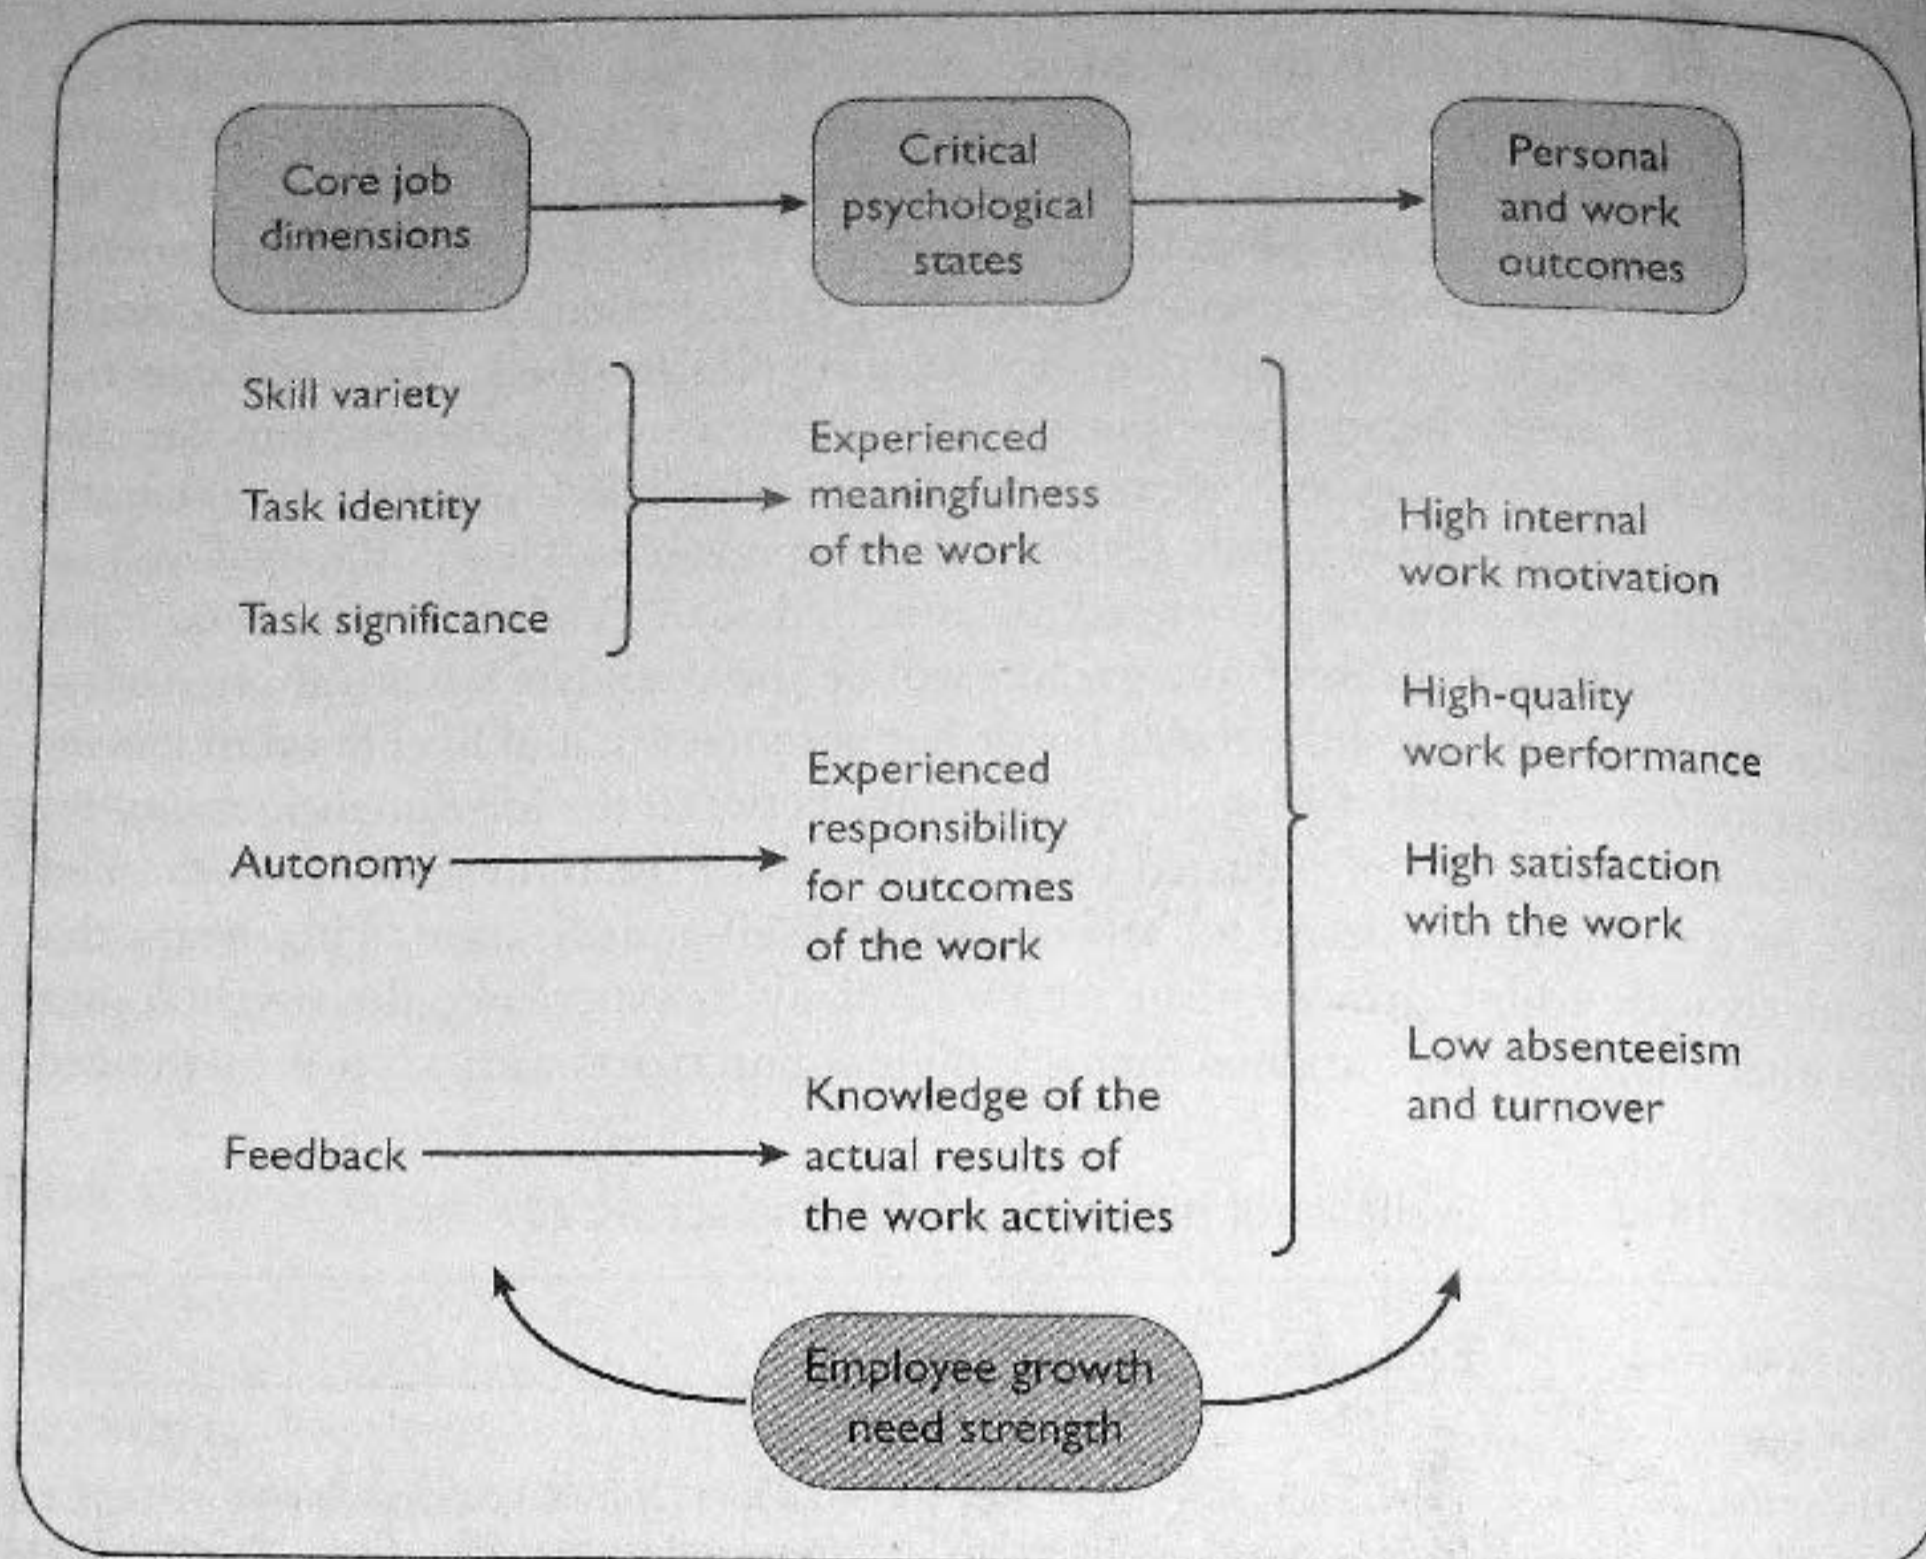 Core job
dimensions
Critical
psychological
states
Personal
and work
outcomes
Skill variety
Task identity
Task significance
Experienced
meaningfulness
of the work
Autonomy
Experienced
responsibility
for outcomes
of the work
Feedback
Knowledge of the
actual results of
the work activities
High internal
work motivation
High-quality
work performance
High satisfaction
with the work
Low absenteeism
and turnover
Employee growth
need strength